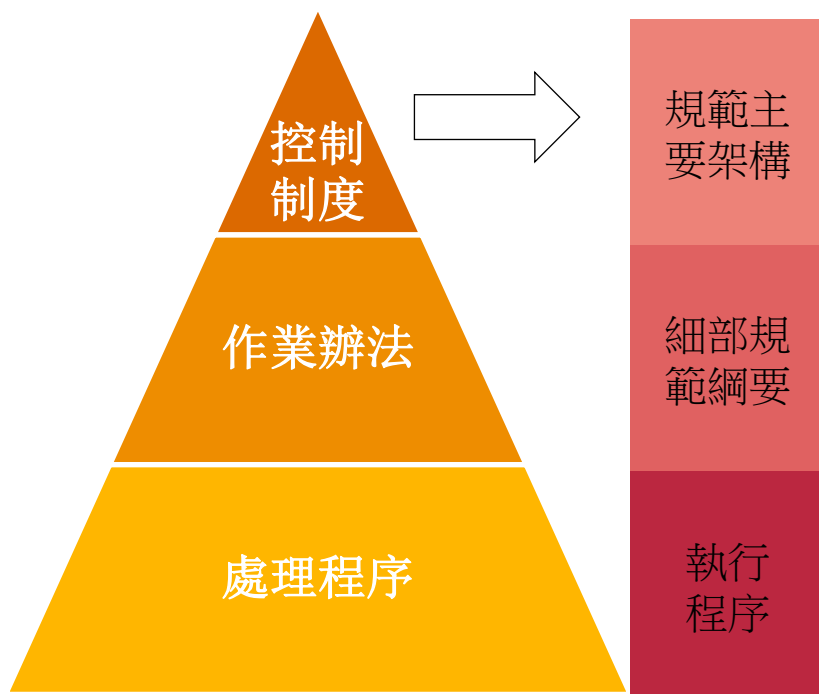 控制
制度
規範主
要架構
作業辦法
細部規
範綱要
處理程序
執行
程序